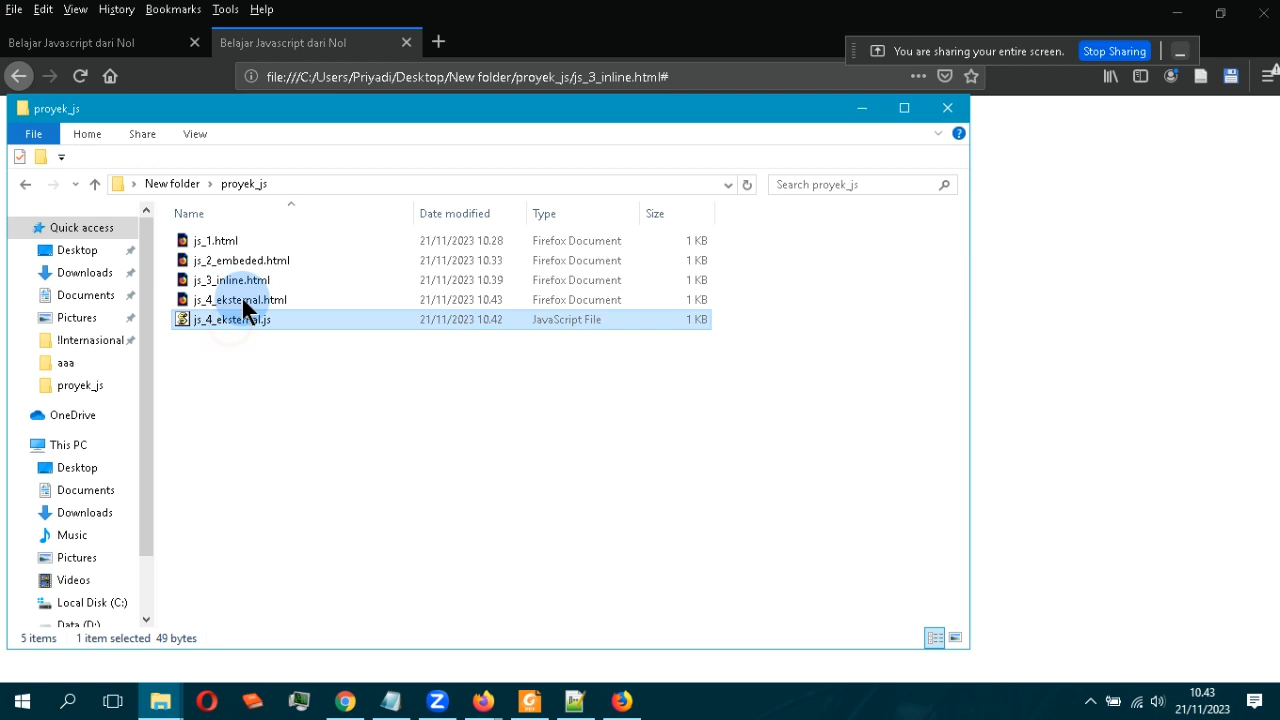 File Edit View History Bookmarks Tools Help
Belajar Javascript dari Nol
Belajar Javascript dari Nol
You are sharing your entire screen. Stop Sharing
file:///C:/Users/Priyadi/Desktop/New folder/proyek_js/js_3_inline.html#
proyek_js
File Home Share View
New folder > proyek_js
Search proyek_js
Name Date modified Type Size
js_1.html 21/11/2023 10.28 Firefox Document 1 KB
js_2_embeded.html 21/11/2023 10.33 Firefox Document 1 KB
js_3_inline.html 21/11/2023 10.39 Firefox Document 1 KB
js_4_eksternal.html 21/11/2023 10.43 Firefox Document 1 KB
js_4_eksternal.js 21/11/2023 10.42 JavaScript File 1 KB
Quick access
Desktop
Downloads
Documents
Pictures
!Internasional
aaa
proyek_js
OneDrive
This PC
Desktop
Documents
Downloads
Music
Pictures
Videos
Local Disk (C:)
Data (D:)
5 items 1 item selected 49 bytes
10.43
21/11/2023